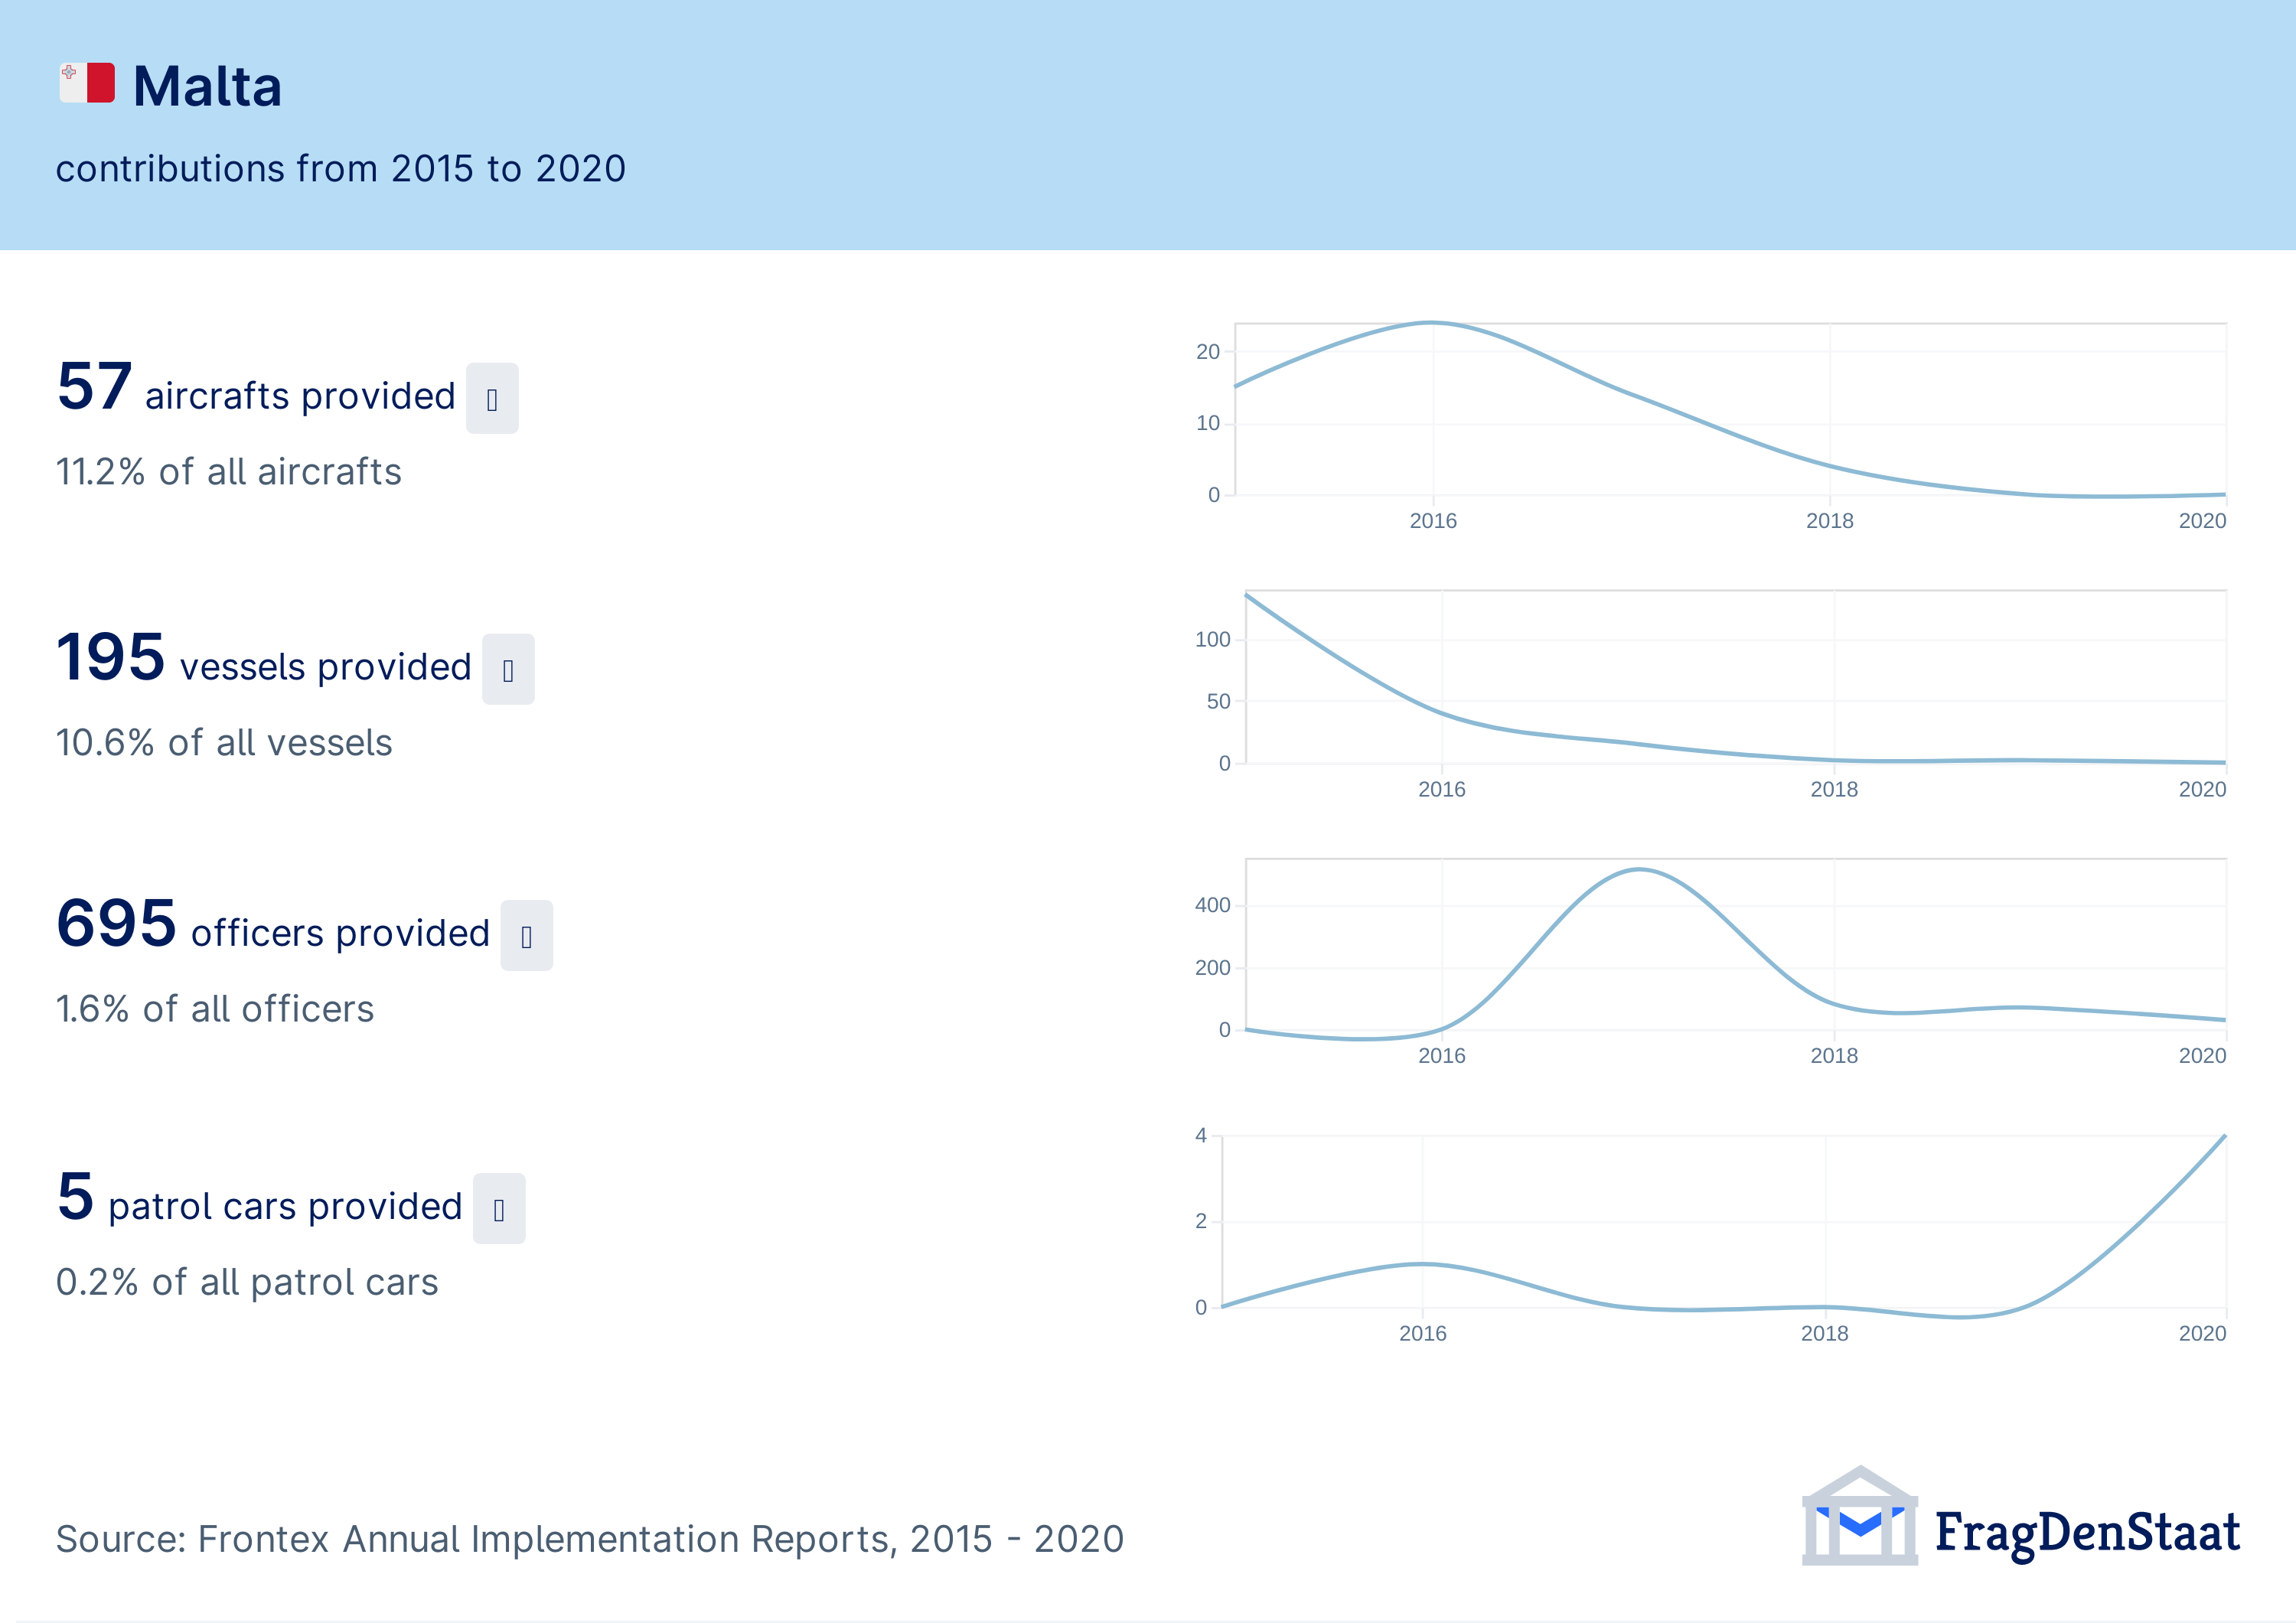 Malta
contributions from 2015 to 2020
57 aircrafts provided
11.2% of all aircrafts
20
10
0
2016 2018 2020
195 vessels provided
10.6% of all vessels
100
50
0
2016 2018 2020
695 officers provided
1.6% of all officers
400
200
0
2016 2018 2020
5 patrol cars provided
0.2% of all patrol cars
4
2
0
2016 2018 2020
Source: Frontex Annual Implementation Reports, 2015 - 2020
FragDenStaat